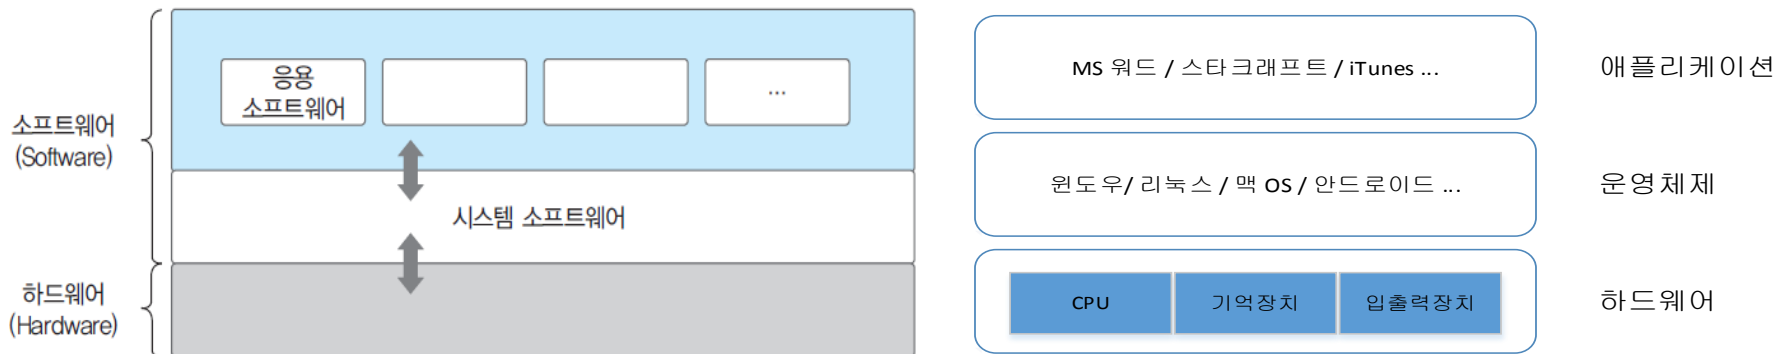 소프트웨어
(Software)
하드웨어
(Hardware)
응용
소프트웨어
...
시스템 소프트웨어
MS 워드 / 스타크래프트 / iTunes ...
애플리케이션
윈도우/ 리눅스 / 맥 OS / 안드로이드 ...
운영체제
CPU
기억장치
입출력장치
하드웨어